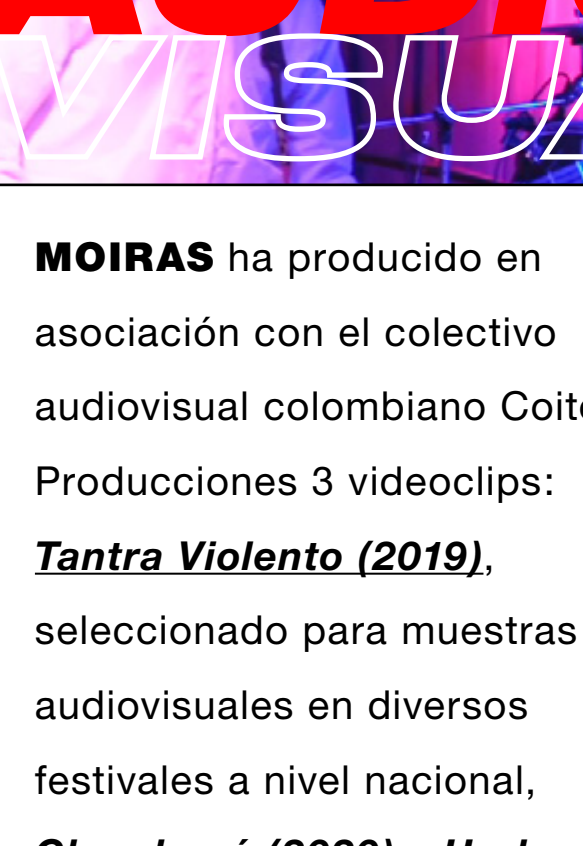 MOIRAS ha producido en
asociación con el colectivo
audiovisual colombiano
Producciones 3 videoclips:
Tantra Violento (2019),
seleccionado para muestras
audiovisuales en diversos
festivales a nivel nacional,